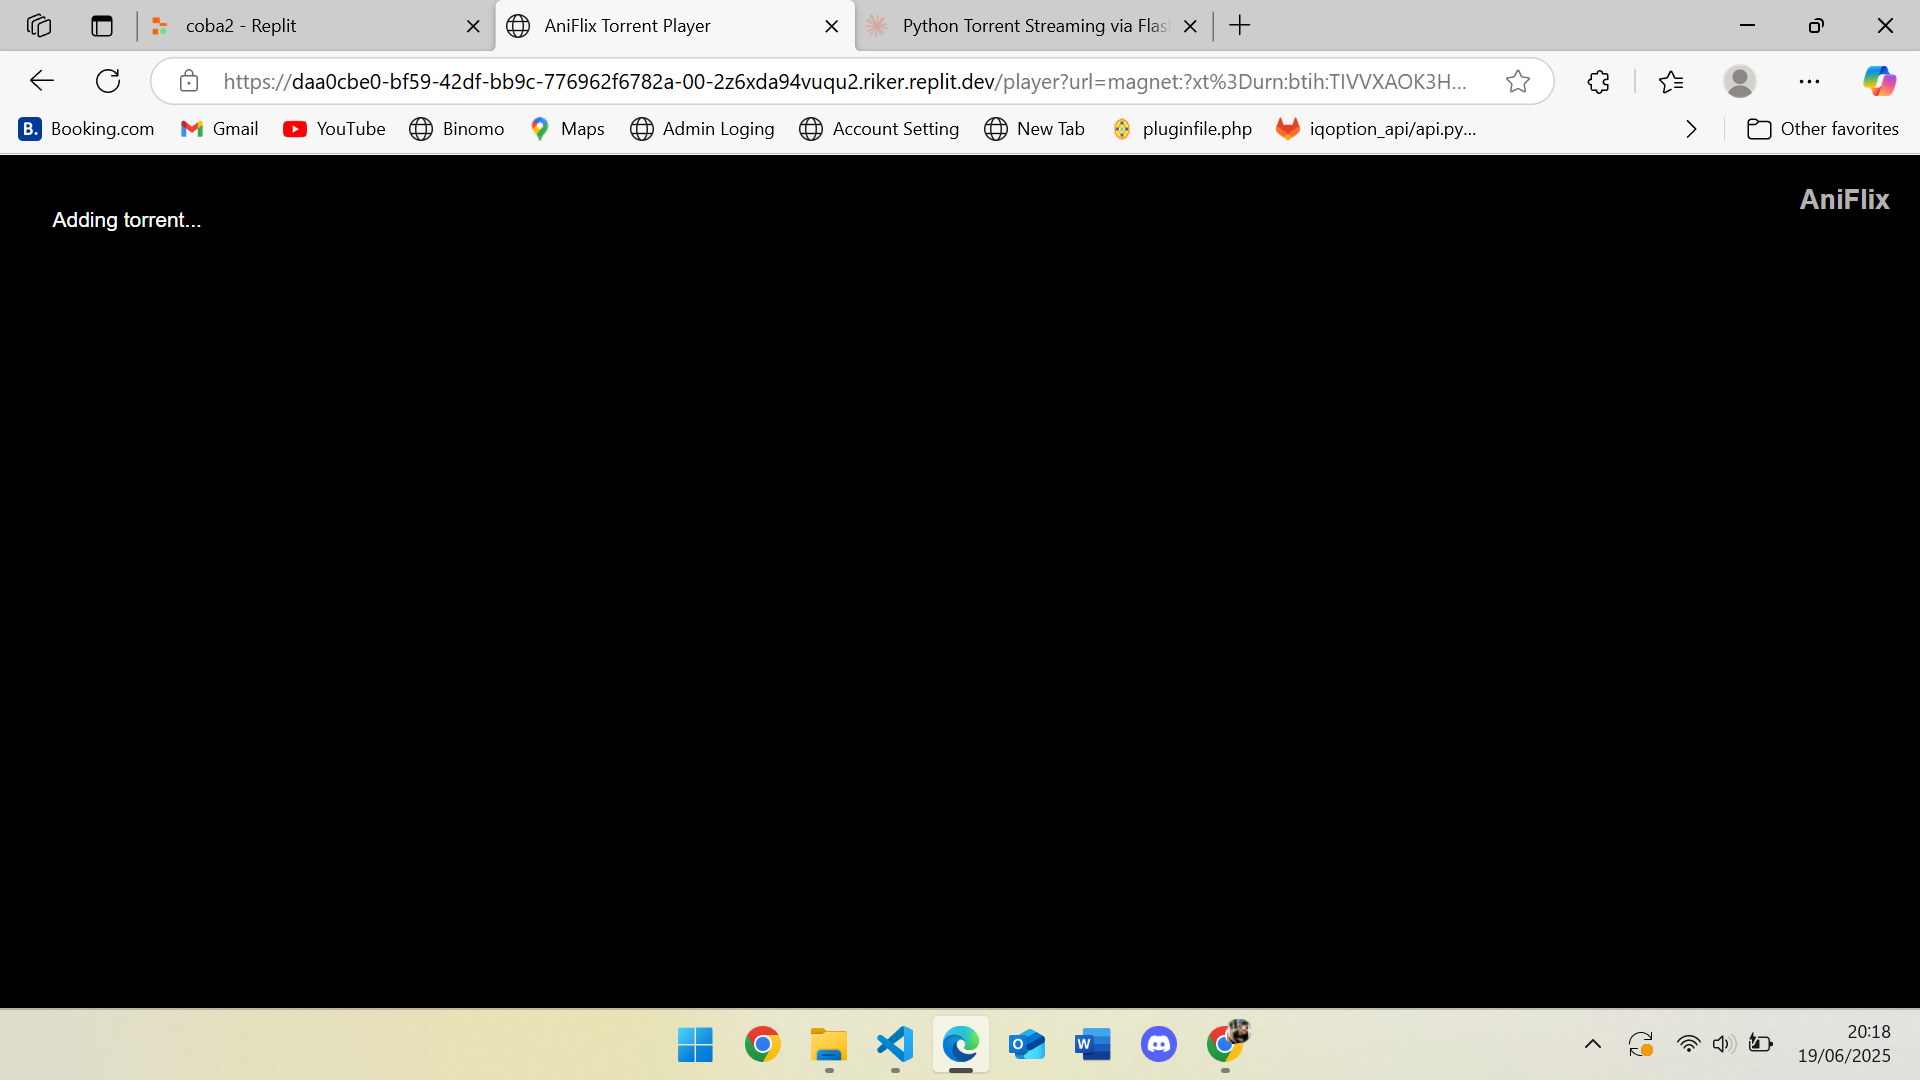 coba2 - Replit
AniFlix Torrent Player
Python Torrent Streaming via Flas
https://daa0cbe0-bf59-42df-bb9c-776962f6782a-00-2z6xda94vuqu2.riker.replit.dev/player?url=magnet:?xt%3Durn:btih:TIVVXAOK3H...
B. Booking.com
Gmail
YouTube
Binomo
Maps
Admin Loging
Account Setting
New Tab
pluginfile.php
iqoption_api/api.py...
Other favorites
AniFlix
Adding torrent...
20:18
19/06/2025